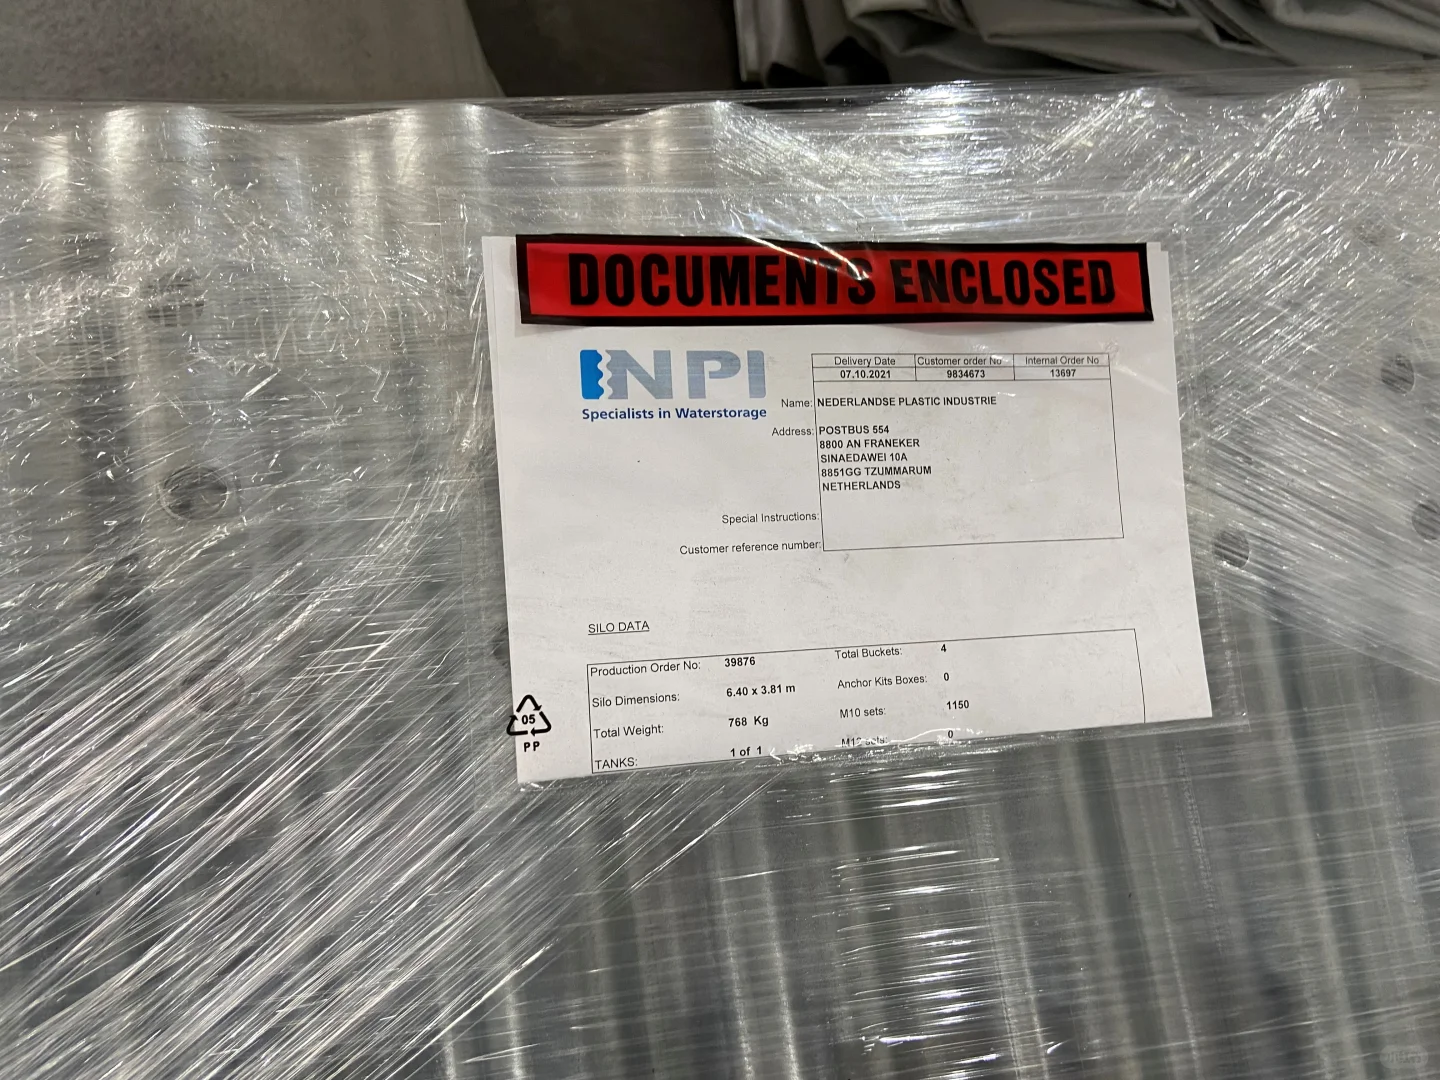 DOCUMENTS ENCLOSED
NPI
Specialists in Waterstorage
Delivery Date Customer order No Internal Order No
07.10.2021 9834673 13697
Name: NEDERLANDSE PLASTIC INDUSTRIE
Address: POSTBUS 554
8800 AN FRANEKER
SINAEDAWEI 10A
8851GG TZUMMARUM
NETHERLANDS
Special Instructions:
Customer reference number:
SILO DATA
Production Order No: 39876 Total Buckets: 4
Silo Dimensions: 6.40 x 3.81 m Anchor Kits Boxes: 0
Total Weight: 768 Kg M10 sets: 1150
TANKS: 1 of 1 M12 sets: 0
05
PP